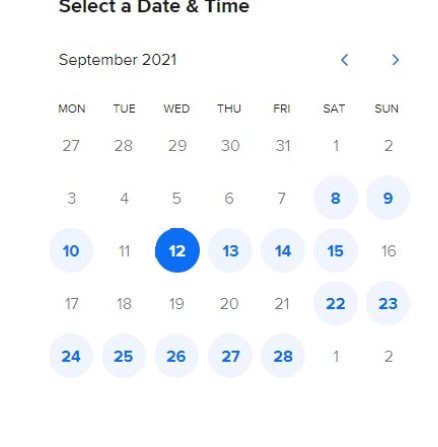 Select a Date & Time
September 2021
MON TUE WED THU FRI SAT SUN
27 28 29 30 31 1 2
3 4 5 6 7 8 9
10 11 12 13 14 15 16
17 18 19 20 21 22 23
24 25 26 27 28 1 2